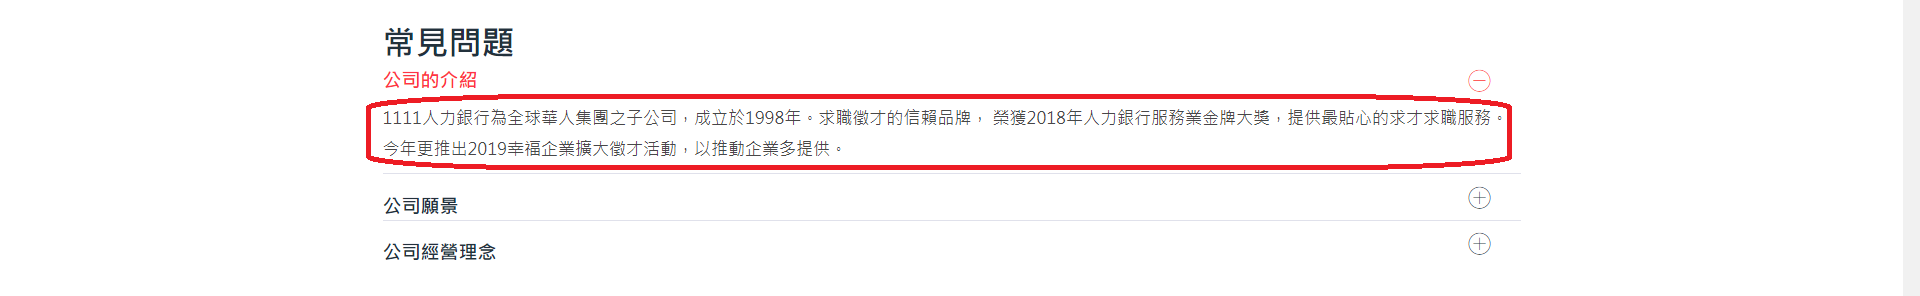 常見問題
公司的介紹
1111人力銀行為全球華人集團之子公司，成立於1998年。求職徵才的信賴品牌， 榮獲2018年人力銀行服務業金牌大獎，提供最貼心的求才求職服務。
今年更推出2019幸福企業擴大徵才活動，以推動企業多提供。
公司願景
公司經營理念